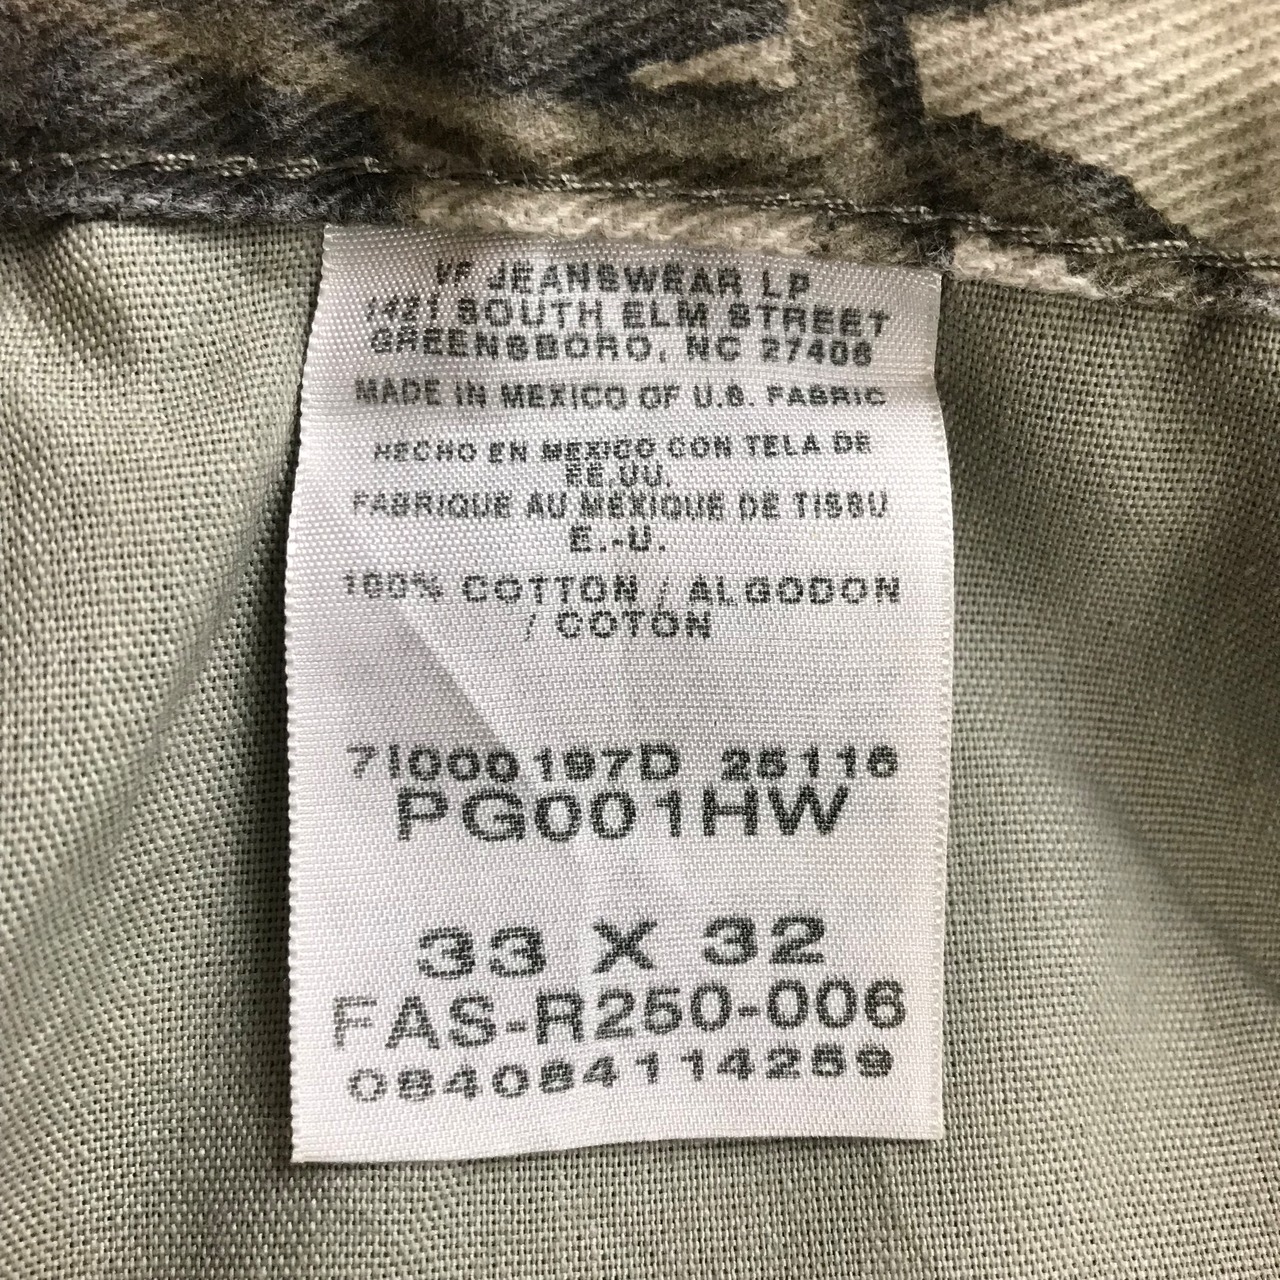 VF JEANSWEAR LP
1421 SOUTH ELM STREET
GREENSBORO, NC 27406
MADE IN MEXICO OF U.S. FABRIC
HECHO EN MEXICO CON TELA DE
EE.UU.
FABRIQUE AU MEXIQUE DE TISSU
E.-U.
100% COTTON / ALGODON
/ COTON
7I000197D 25116
PG001HW
33 X 32
FAS-R250-006
084084114259